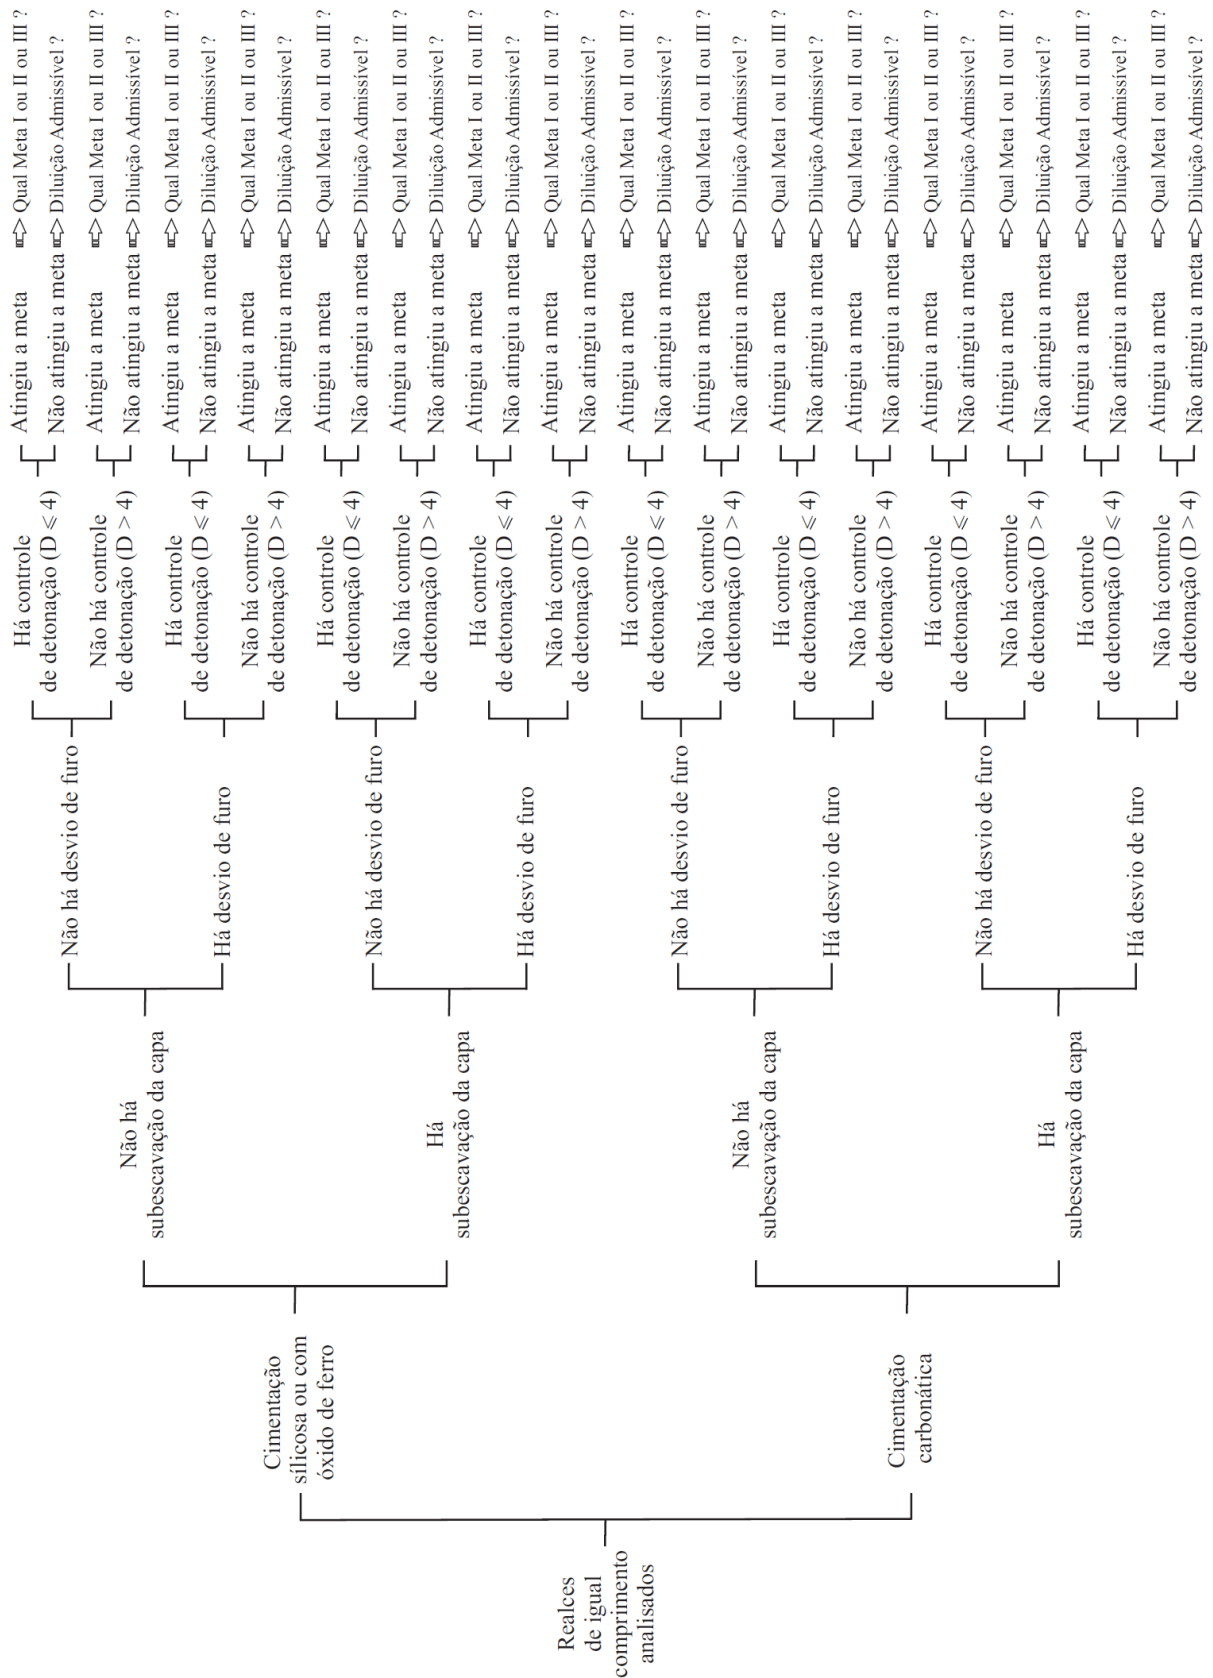 Realces
de igual
comprimento
analisados
Cimentação
sílicosa ou com
óxido de ferro
Cimentação
carbonática
Não há
subescavação da capa
Há
subescavação da capa
Não há
subescavação da capa
Há
subescavação da capa
Não há desvio de furo
Há desvio de furo
Não há desvio de furo
Há desvio de furo
Não há desvio de furo
Há desvio de furo
Não há desvio de furo
Há desvio de furo
Há controle
de detonação (D ⩽ 4)
Não há controle
de detonação (D > 4)
Há controle
de detonação (D ⩽ 4)
Não há controle
de detonação (D > 4)
Há controle
de detonação (D ⩽ 4)
Não há controle
de detonação (D > 4)
Há controle
de detonação (D ⩽ 4)
Não há controle
de detonação (D > 4)
Há controle
de detonação (D ⩽ 4)
Não há controle
de detonação (D > 4)
Há controle
de detonação (D ⩽ 4)
Não há controle
de detonação (D > 4)
Há controle
de detonação (D ⩽ 4)
Não há controle
de detonação (D > 4)
Há controle
de detonação (D ⩽ 4)
Não há controle
de detonação (D > 4)
Atingiu a meta ⇨ Qual Meta I ou II ou III ?
Não atingiu a meta ⇨ Diluição Admissível ?
Atingiu a meta ⇨ Qual Meta I ou II ou III ?
Não atingiu a meta ⇨ Diluição Admissível ?
Atingiu a meta ⇨ Qual Meta I ou II ou III ?
Não atingiu a meta ⇨ Diluição Admissível ?
Atingiu a meta ⇨ Qual Meta I ou II ou III ?
Não atingiu a meta ⇨ Diluição Admissível ?
Atingiu a meta ⇨ Qual Meta I ou II ou III ?
Não atingiu a meta ⇨ Diluição Admissível ?
Atingiu a meta ⇨ Qual Meta I ou II ou III ?
Não atingiu a meta ⇨ Diluição Admissível ?
Atingiu a meta ⇨ Qual Meta I ou II ou III ?
Não atingiu a meta ⇨ Diluição Admissível ?
Atingiu a meta ⇨ Qual Meta I ou II ou III ?
Não atingiu a meta ⇨ Diluição Admissível ?
Atingiu a meta ⇨ Qual Meta I ou II ou III ?
Não atingiu a meta ⇨ Diluição Admissível ?
Atingiu a meta ⇨ Qual Meta I ou II ou III ?
Não atingiu a meta ⇨ Diluição Admissível ?
Atingiu a meta ⇨ Qual Meta I ou II ou III ?
Não atingiu a meta ⇨ Diluição Admissível ?
Atingiu a meta ⇨ Qual Meta I ou II ou III ?
Não atingiu a meta ⇨ Diluição Admissível ?
Atingiu a meta ⇨ Qual Meta I ou II ou III ?
Não atingiu a meta ⇨ Diluição Admissível ?
Atingiu a meta ⇨ Qual Meta I ou II ou III ?
Não atingiu a meta ⇨ Diluição Admissível ?
Atingiu a meta ⇨ Qual Meta I ou II ou III ?
Não atingiu a meta ⇨ Diluição Admissível ?
Atingiu a meta ⇨ Qual Meta I ou II ou III ?
Não atingiu a meta ⇨ Diluição Admissível ?